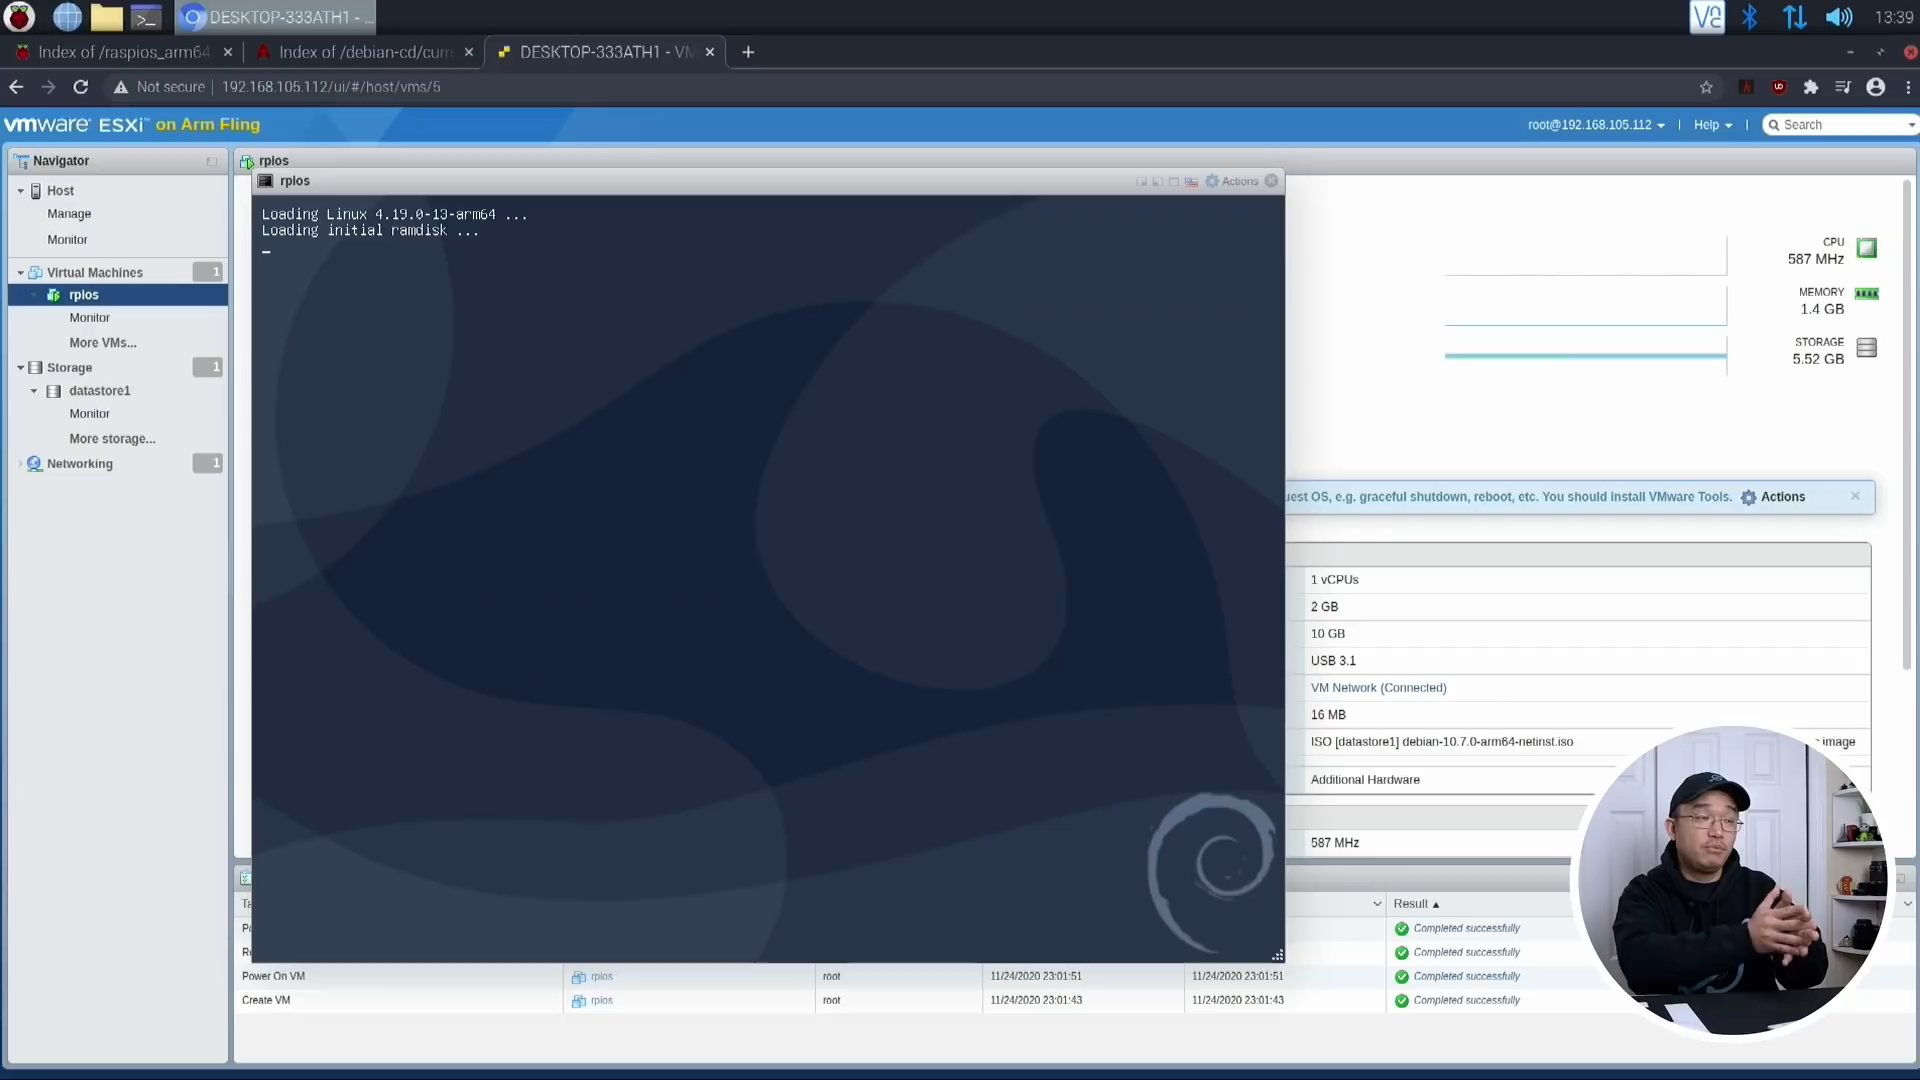 DESKTOP-333ATH1 - ...
13:39
Index of /raspios_arm64
Index of /debian-cd/curr
DESKTOP-333ATH1 - VM
Not secure
192.168.105.112/ui/#/host/vms/5
vmware ESXi™ on Arm Fling
root@192.168.105.112
Help
Search
Navigator
Host
Manage
Monitor
Virtual Machines 1
rpios
Monitor
More VMs...
Storage 1
datastore1
Monitor
More storage...
Networking 1
rpios
rpios
Actions
Loading Linux 4.19.0-13-arm64 ...
Loading initial ramdisk ...
CPU
587 MHz
MEMORY
1.4 GB
STORAGE
5.52 GB
uest OS, e.g. graceful shutdown, reboot, etc. You should install VMware Tools. Actions
1 vCPUs
2 GB
10 GB
USB 3.1
VM Network (Connected)
16 MB
ISO [datastore1] debian-10.7.0-arm64-netinst.iso
image
Additional Hardware
587 MHz
Result
Completed successfully
Completed successfully
Power On VM rpios root 11/24/2020 23:01:51 11/24/2020 23:01:51 Completed successfully
Create VM rpios root 11/24/2020 23:01:43 11/24/2020 23:01:43 Completed successfully